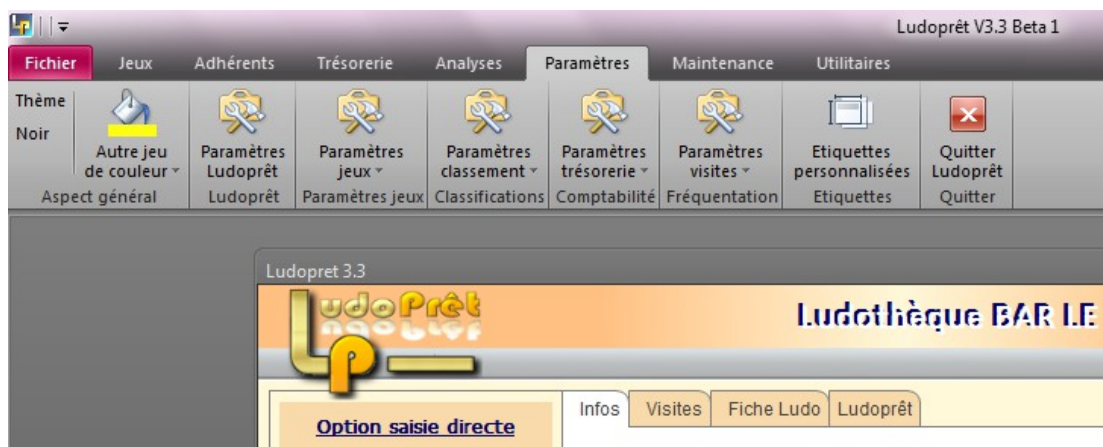 Ludoprêt V3.3 Beta 1
Fichier Jeux Adhérents Trésorerie Analyses Paramètres Maintenance Utilitaires
Thème
Noir
Autre jeu
de couleur
Paramètres
Ludoprêt
Paramètres
jeux
Paramètres
classement
Paramètres
trésorerie
Paramètres
visites
Etiquettes
personnalisées
Quitter
Ludoprêt
Aspect général Ludoprêt Paramètres jeux Classifications Comptabilité Fréquentation Etiquettes Quitter
Ludopret 3.3
LudoPrêt
LP
Ludothèque BAR LE
Infos Visites Fiche Ludo Ludoprêt
Option saisie directe